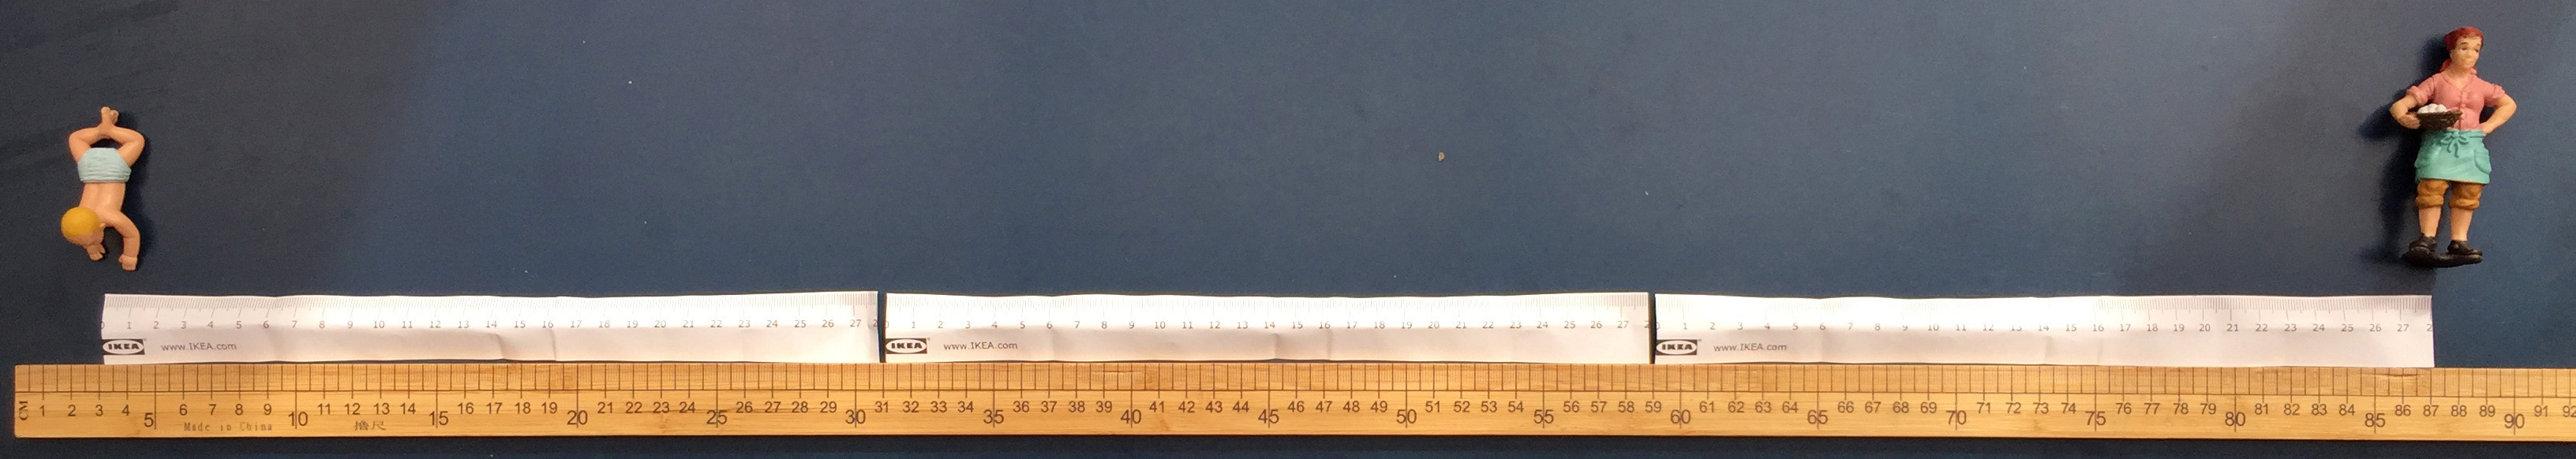 0 1 2 3 4 5 6 7 8 9 10 11 12 13 14 15 16 17 18 19 20 21 22 23 24 25 26 27 2
IKEA www.IKEA.com
0 1 2 3 4 5 6 7 8 9 10 11 12 13 14 15 16 17 18 19 20 21 22 23 24 25 26 27 2
IKEA www.IKEA.com
0 1 2 3 4 5 6 7 8 9 10 11 12 13 14 15 16 17 18 19 20 21 22 23 24 25 26 27 2
IKEA www.IKEA.com
CM 1 2 3 4 5 6 7 8 9 10 11 12 13 14 15 16 17 18 19 20 21 22 23 24 25 26 27 28 29 30 31 32 33 34 35 36 37 38 39 40 41 42 43 44 45 46 47 48 49 50 51 52 53 54 55 56 57 58 59 60 61 62 63 64 65 66 67 68 69 70 71 72 73 74 75 76 77 78 79 80 81 82 83 84 85 86 87 88 89 90 91 92
Made in China